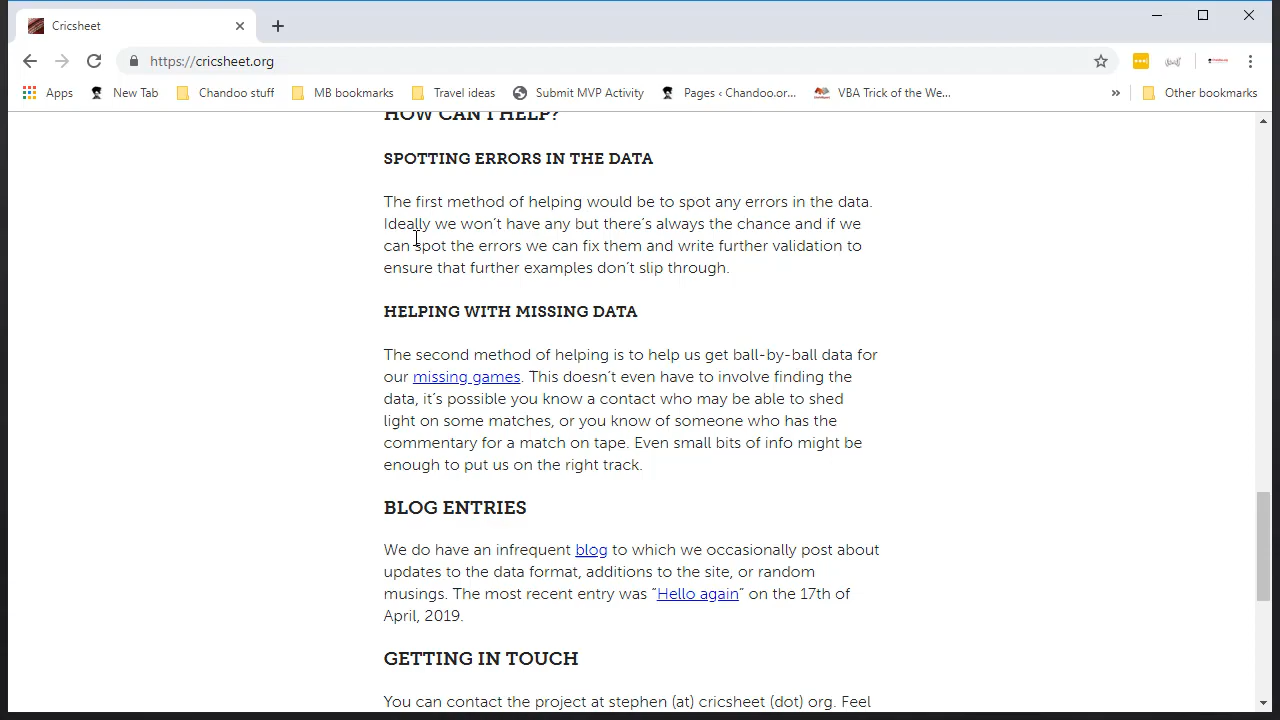 Cricsheet
https://cricsheet.org
Apps
New Tab
Chandoo stuff
MB bookmarks
Travel ideas
Submit MVP Activity
Pages ‹ Chandoo.or...
VBA Trick of the We...
»
Other bookmarks
HOW CAN I HELP?
SPOTTING ERRORS IN THE DATA
The first method of helping would be to spot any errors in the data.
Ideally we won't have any but there's always the chance and if we
can spot the errors we can fix them and write further validation to
ensure that further examples don't slip through.
HELPING WITH MISSING DATA
The second method of helping is to help us get ball-by-ball data for
our missing games. This doesn't even have to involve finding the
data, it's possible you know a contact who may be able to shed
light on some matches, or you know of someone who has the
commentary for a match on tape. Even small bits of info might be
enough to put us on the right track.
BLOG ENTRIES
We do have an infrequent blog to which we occasionally post about
updates to the data format, additions to the site, or random
musings. The most recent entry was “Hello again” on the 17th of
April, 2019.
GETTING IN TOUCH
You can contact the project at stephen (at) cricsheet (dot) org. Feel